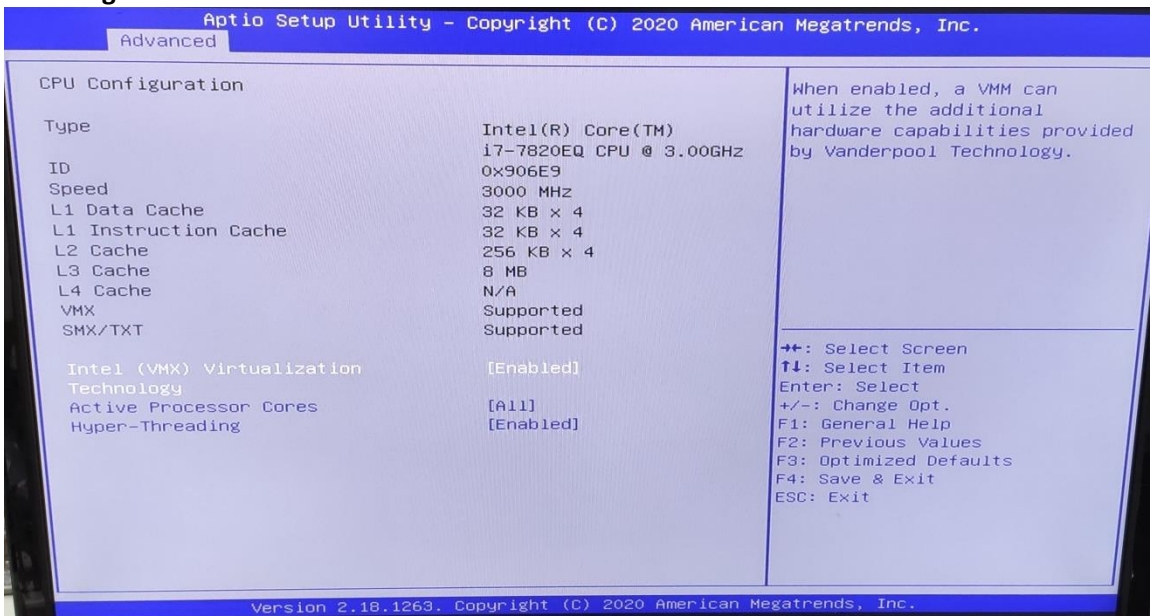 Aptio Setup Utility – Copyright (C) 2020 American Megatrends, Inc.
Advanced
CPU Configuration
Type Intel(R) Core(TM)
i7-7820EQ CPU @ 3.00GHz
ID 0x906E9
Speed 3000 MHz
L1 Data Cache 32 KB x 4
L1 Instruction Cache 32 KB x 4
L2 Cache 256 KB x 4
L3 Cache 8 MB
L4 Cache N/A
VMX Supported
SMX/TXT Supported
Intel (VMX) Virtualization [Enabled]
Technology
Active Processor Cores [All]
Hyper-Threading [Enabled]
When enabled, a VMM can
utilize the additional
hardware capabilities provided
by Vanderpool Technology.
→←: Select Screen
↑↓: Select Item
Enter: Select
+/-: Change Opt.
F1: General Help
F2: Previous Values
F3: Optimized Defaults
F4: Save & Exit
ESC: Exit
Version 2.18.1263. Copyright (C) 2020 American Megatrends, Inc.